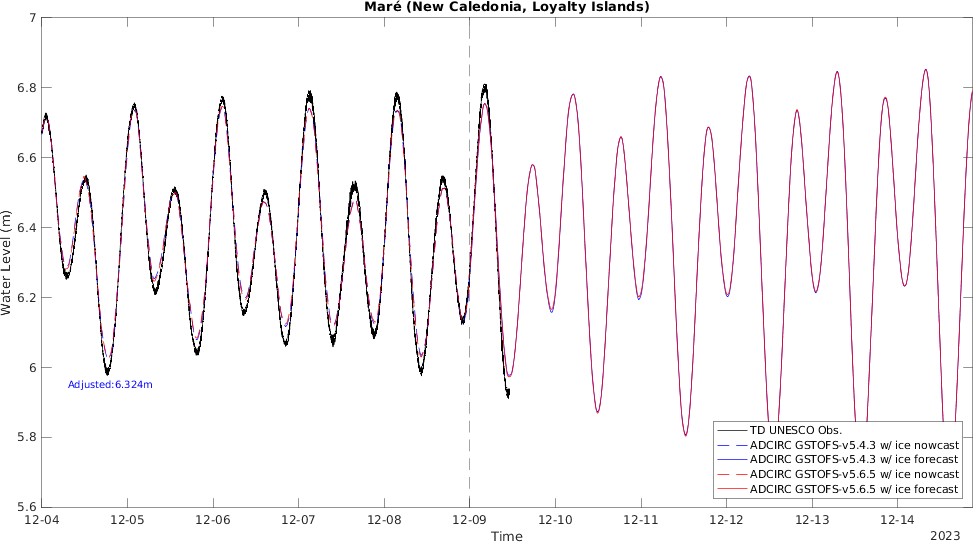 Maré (New Caledonia, Loyalty Islands)
7
6.8
6.6
6.4
6.2
6
5.8
5.6
Water Level (m)
Adjusted:6.324m
TD UNESCO Obs.
ADCIRC GSTOFS-v5.4.3 w/ ice nowcast
ADCIRC GSTOFS-v5.4.3 w/ ice forecast
ADCIRC GSTOFS-v5.6.5 w/ ice nowcast
ADCIRC GSTOFS-v5.6.5 w/ ice forecast
12-04 12-05 12-06 12-07 12-08 12-09 12-10 12-11 12-12 12-13 12-14
Time
2023